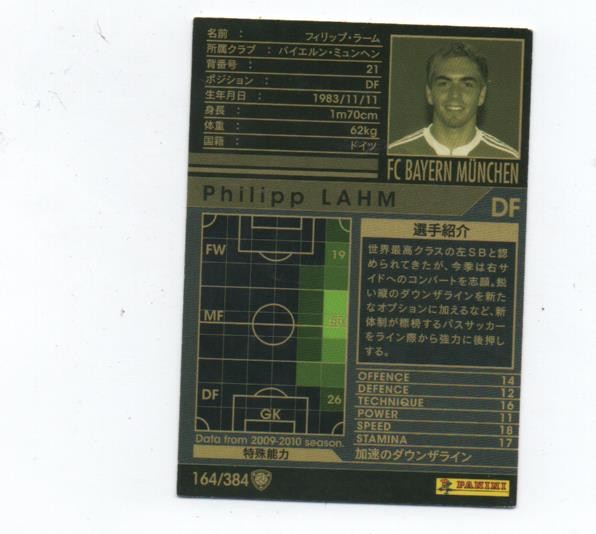 名前 : フィリップ・ラーム
所属クラブ : バイエルン・ミュンヘン
背番号 : 21
ポジション : DF
生年月日 : 1983/11/11
身長 : 1m70cm
体重 : 62kg
国籍 : ドイツ
FC BAYERN MÜNCHEN
Philipp LAHM
DF
選手紹介
世界最高クラスの左SBと認
められてきたが、今季は右サ
イドへのコンバートを志願。鋭
い縦のダウンザラインを新た
なオプションに加えるなど、新
体制が標榜するパスサッカー
をライン際から強力に後押し
する。
FW
19
MF
DF
26
GK
Data from 2009-2010 season.
OFFENCE 14
DEFENCE 12
TECHNIQUE 16
POWER 11
SPEED 18
STAMINA 17
特殊能力
加速のダウンザライン
164/384
PANINI